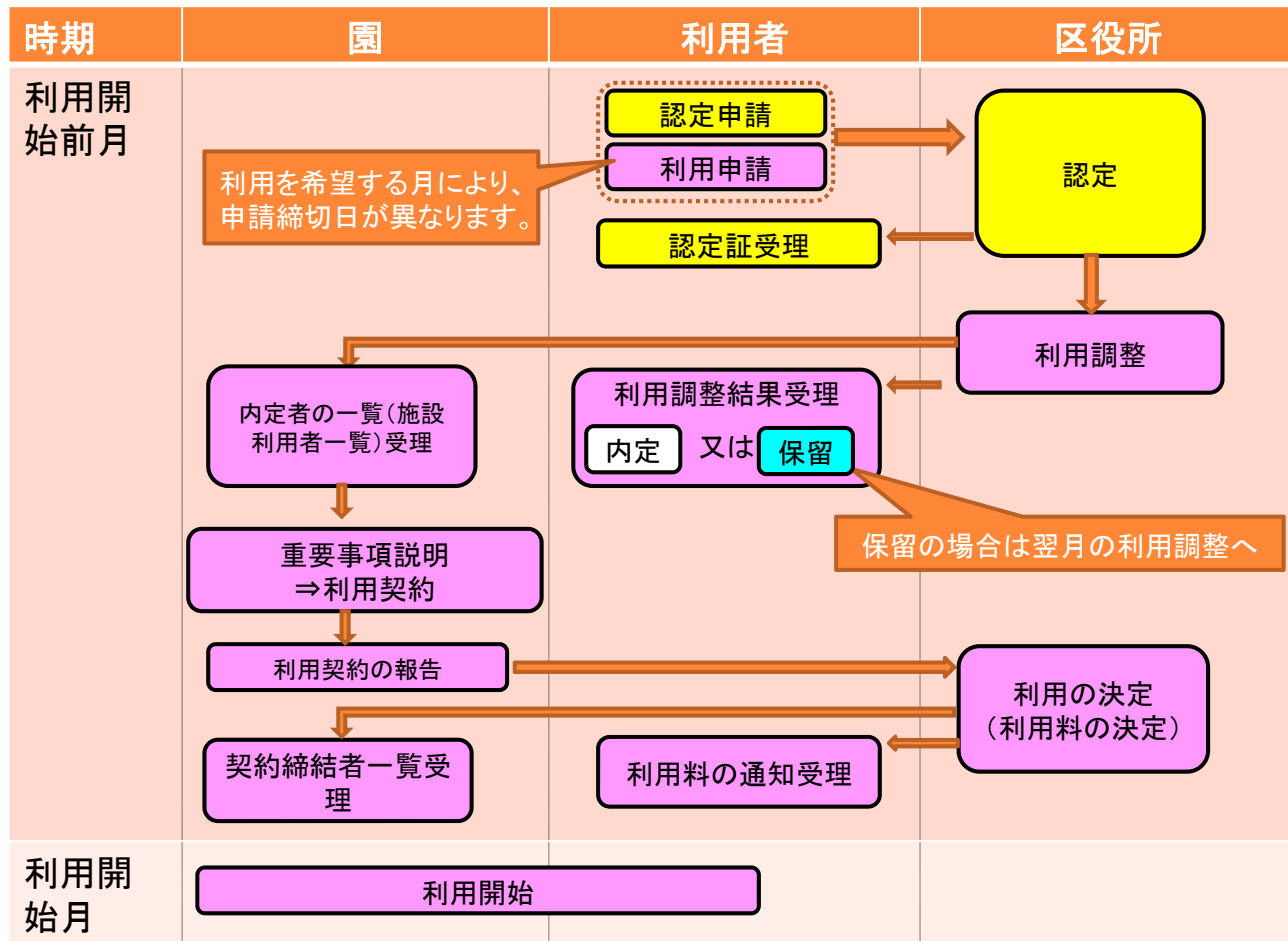 時期
園
利用者
区役所
利用開
始前月
認定申請
利用申請
認定
利用を希望する月により、
申請締切日が異なります。
認定証受理
利用調整
内定者の一覧（施設
利用者一覧）受理
利用調整結果受理
内定 又は 保留
保留の場合は翌月の利用調整へ
重要事項説明
⇒利用契約
利用契約の報告
利用の決定
（利用料の決定）
契約締結者一覧受
理
利用料の通知受理
利用開
始月
利用開始